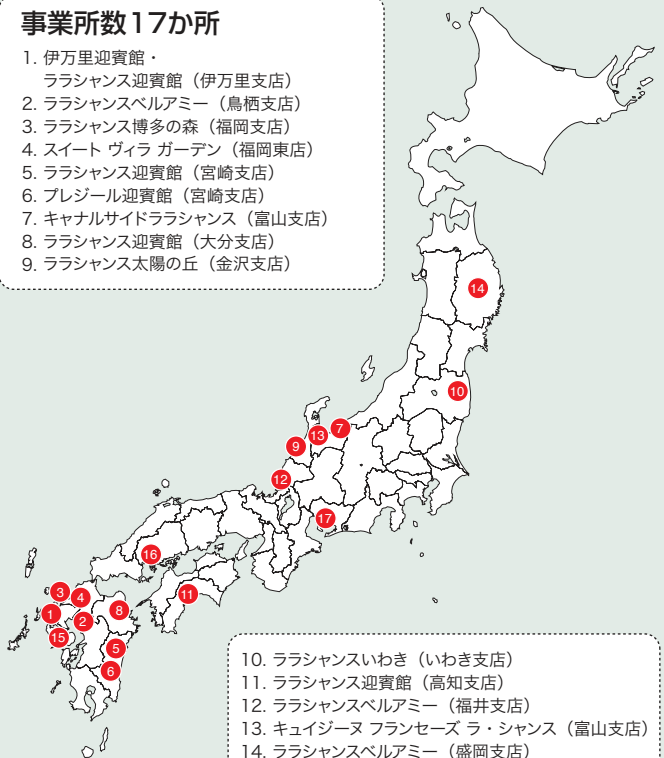 事業所数17か所
1. 伊万里迎賓館・
ララシャンス迎賓館（伊万里支店）
2. ララシャンスベルアミー（鳥栖支店）
3. ララシャンス博多の森（福岡支店）
4. スイート ヴィラ ガーデン（福岡東店）
5. ララシャンス迎賓館（宮崎支店）
6. プレジール迎賓館（宮崎支店）
7. キャナルサイドララシャンス（富山支店）
8. ララシャンス迎賓館（大分支店）
9. ララシャンス太陽の丘（金沢支店）
14
10
7
13
9
12
17
16
3
4
11
1
8
2
15
5
6
10. ララシャンスいわき（いわき支店）
11. ララシャンス迎賓館（高知支店）
12. ララシャンスベルアミー（福井支店）
13. キュイジーヌ フランセーズ ラ・シャンス（富山支店）
14. ララシャンスベルアミー（盛岡支店）